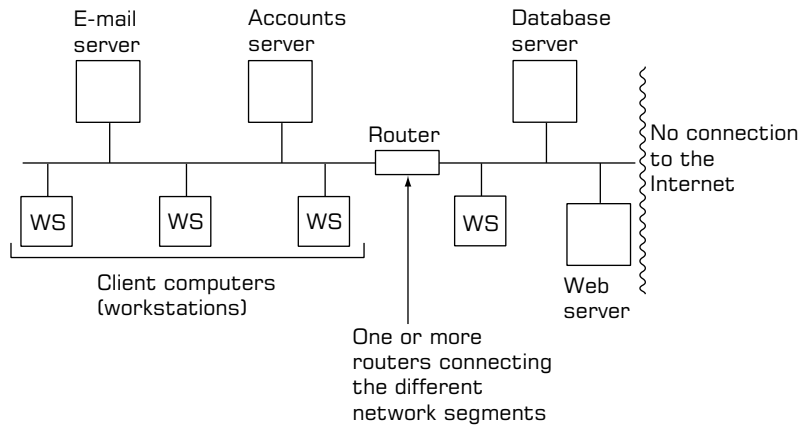 E-mail
server
Accounts
server
Database
server
Router
No connection
to the
Internet
WS
WS
WS
WS
Client computers
(workstations)
Web
server
One or more
routers connecting
the different
network segments